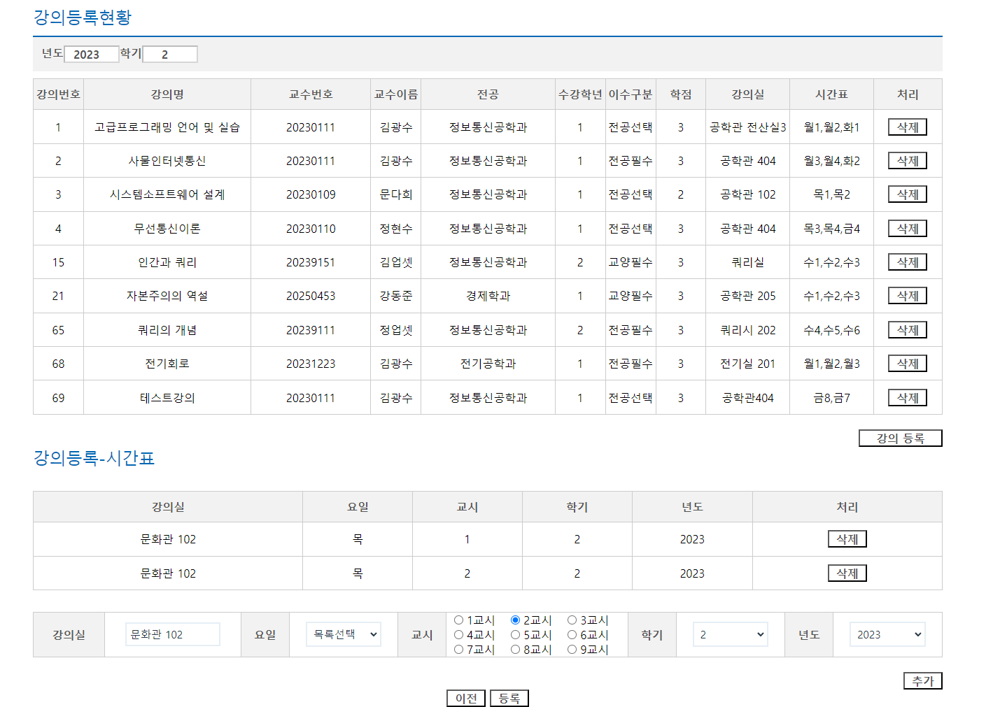 강의등록현황
년도 2023 학기 2
강의번호 강의명 교수번호 교수이름 전공 수강학년 이수구분 학점 강의실 시간표 처리
1 고급프로그래밍 언어 및 실습 20230111 김광수 정보통신공학과 1 전공선택 3 공학관 전산실3 월1,월2,화1 삭제
2 사물인터넷통신 20230111 김광수 정보통신공학과 1 전공필수 3 공학관 404 월3,월4,화2 삭제
3 시스템소프트웨어 설계 20230109 문다희 정보통신공학과 1 전공선택 2 공학관 102 목1,목2 삭제
4 무선통신이론 20230110 정현수 정보통신공학과 1 전공선택 3 공학관 404 목3,목4,금4 삭제
15 인간과 쿼리 20239151 김업셋 정보통신공학과 2 교양필수 3 쿼리실 수1,수2,수3 삭제
21 자본주의의 역설 20250453 강동준 경제학과 1 교양필수 3 공학관 205 수1,수2,수3 삭제
65 쿼리의 개념 20239111 정업셋 정보통신공학과 2 전공필수 3 쿼리시 202 수4,수5,수6 삭제
68 전기회로 20231223 김광수 전기공학과 1 전공필수 3 전기실 201 월1,월2,월3 삭제
69 테스트강의 20230111 김광수 정보통신공학과 1 전공선택 3 공학관404 금8,금7 삭제
강의 등록
강의등록-시간표
강의실 요일 교시 학기 년도 처리
문화관 102 목 1 2 2023 삭제
문화관 102 목 2 2 2023 삭제
강의실 문화관 102 요일 목록선택 교시 1교시 2교시 3교시
4교시 5교시 6교시
7교시 8교시 9교시
학기 2 년도 2023
추가
이전 등록